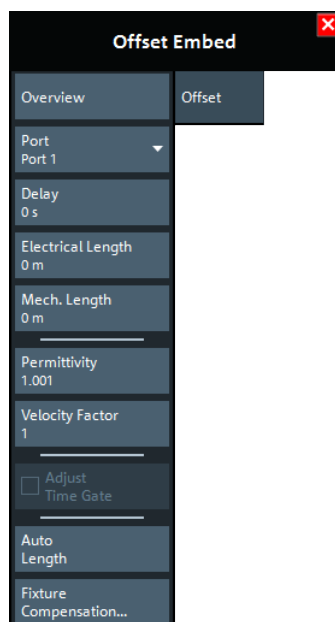 Offset Embed
Overview
Offset
Port
Port 1
Delay
0 s
Electrical Length
0 m
Mech. Length
0 m
Permittivity
1.001
Velocity Factor
1
Adjust
Time Gate
Auto
Length
Fixture
Compensation...